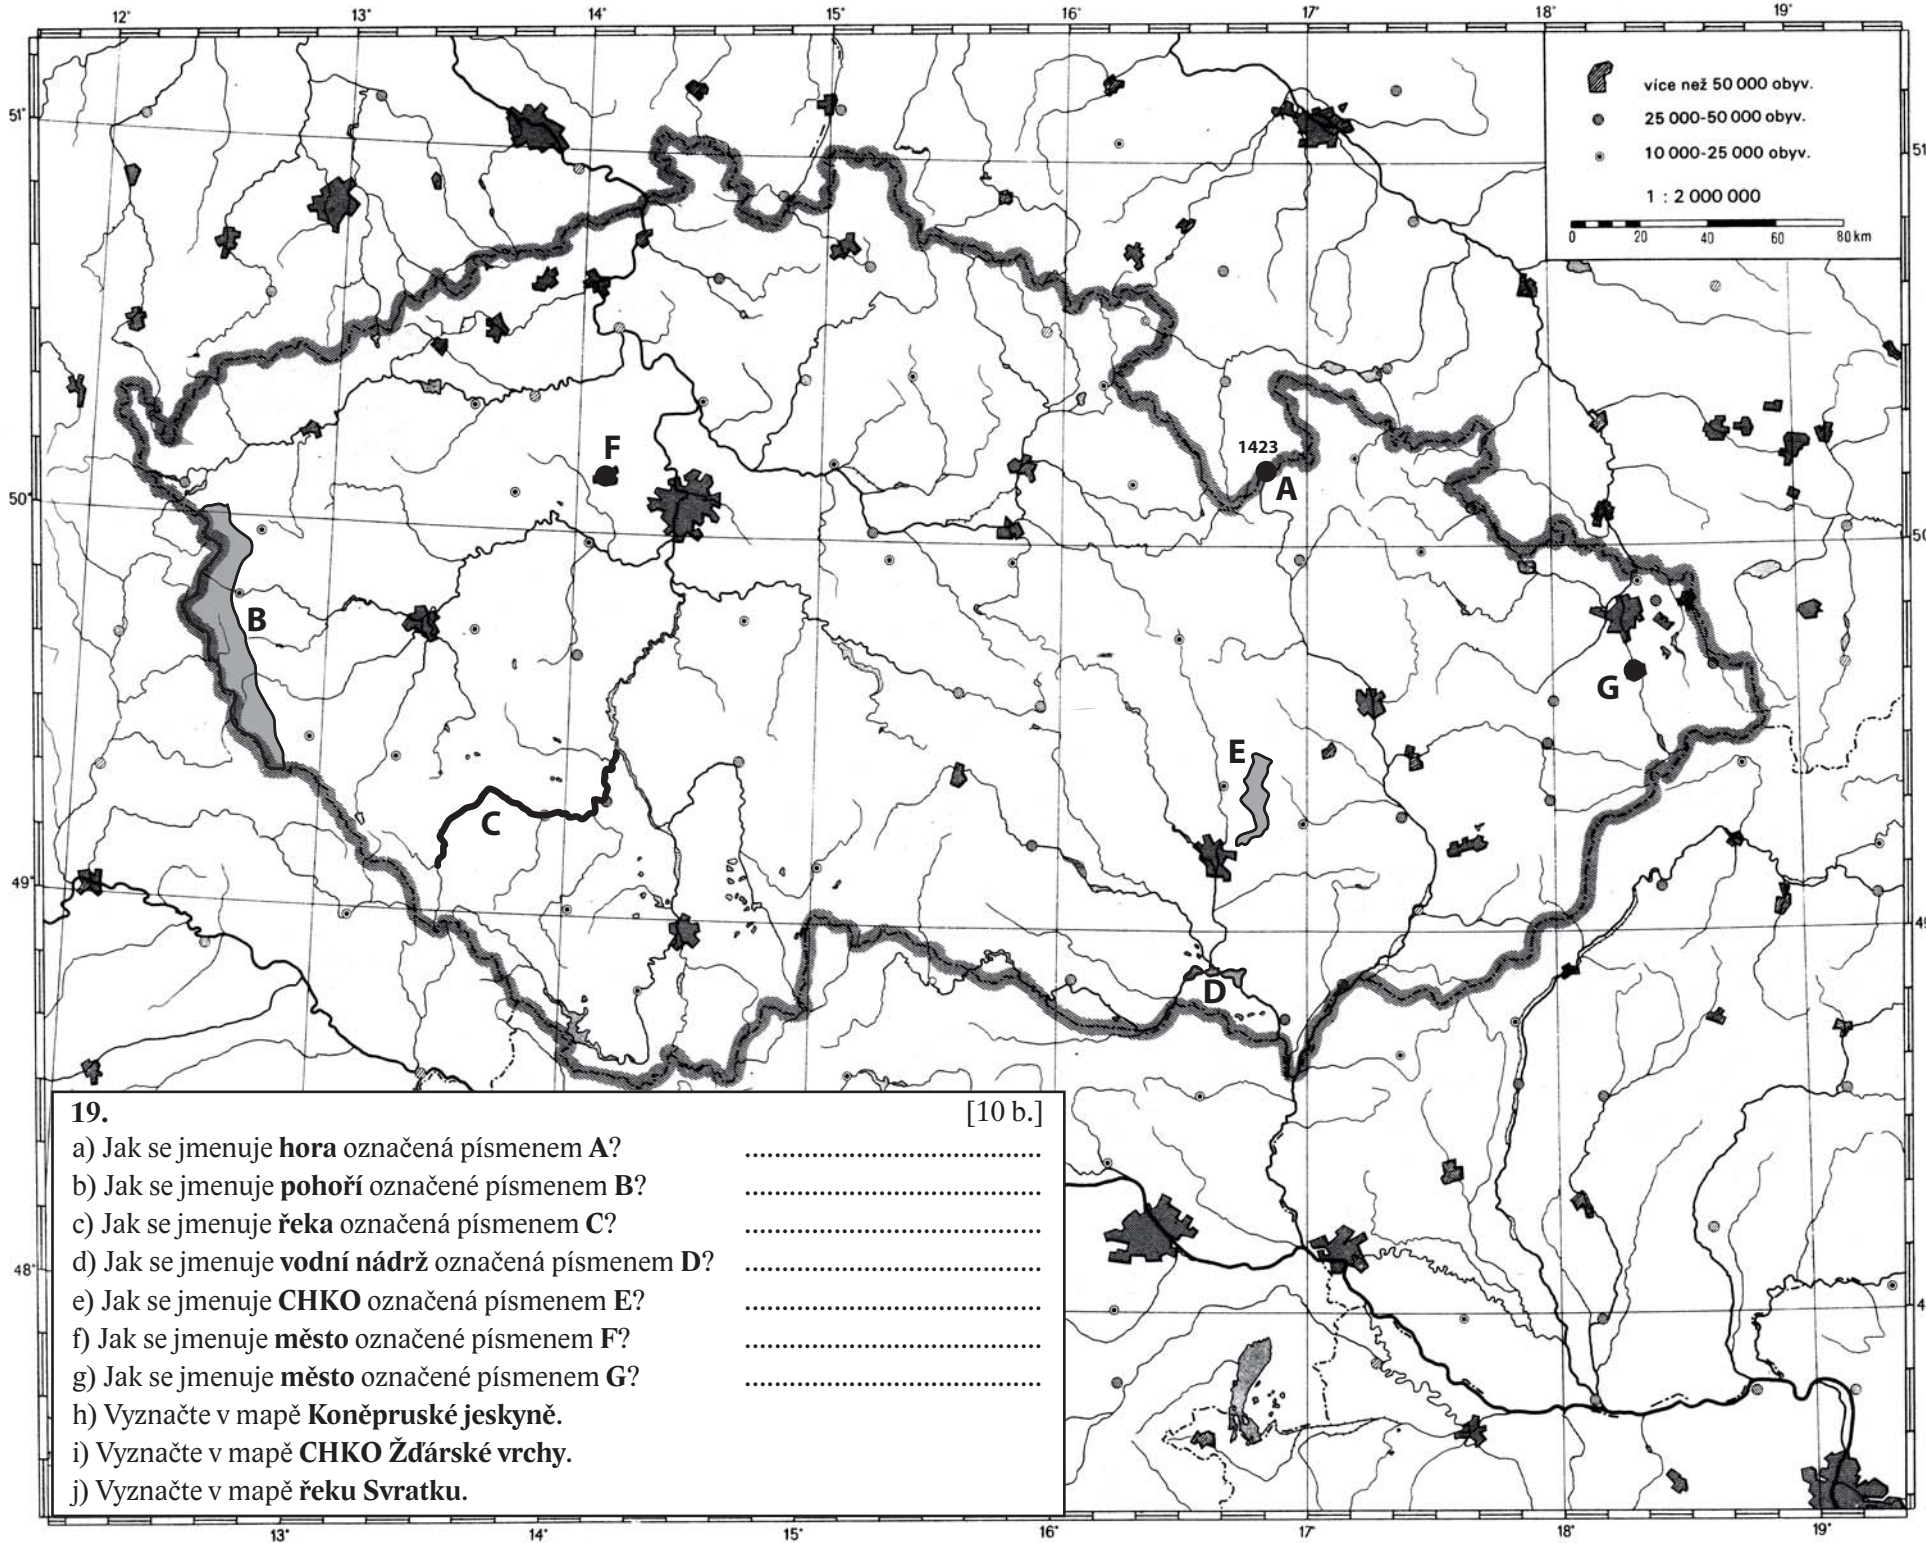 12° 13° 14° 15° 16° 17° 18° 19°
více než 50 000 obyv.
51°
25 000-50 000 obyv.
10 000-25 000 obyv.
51
1 : 2 000 000
0 20 40 60 80 km
F
1423
A
50°
50
B
G
E
C
49°
49
D
19. [10 b.]
a) Jak se jmenuje hora označená písmenem A? ...........................................
b) Jak se jmenuje pohoří označené písmenem B? ...........................................
c) Jak se jmenuje řeka označená písmenem C? ...........................................
d) Jak se jmenuje vodní nádrž označená písmenem D? ...........................................
e) Jak se jmenuje CHKO označená písmenem E? ...........................................
f) Jak se jmenuje město označené písmenem F? ...........................................
g) Jak se jmenuje město označené písmenem G? ...........................................
h) Vyznačte v mapě Koněpruské jeskyně.
i) Vyznačte v mapě CHKO Žďárské vrchy.
j) Vyznačte v mapě řeku Svratku.
48°
4
13° 14° 15° 16° 17° 18° 19°